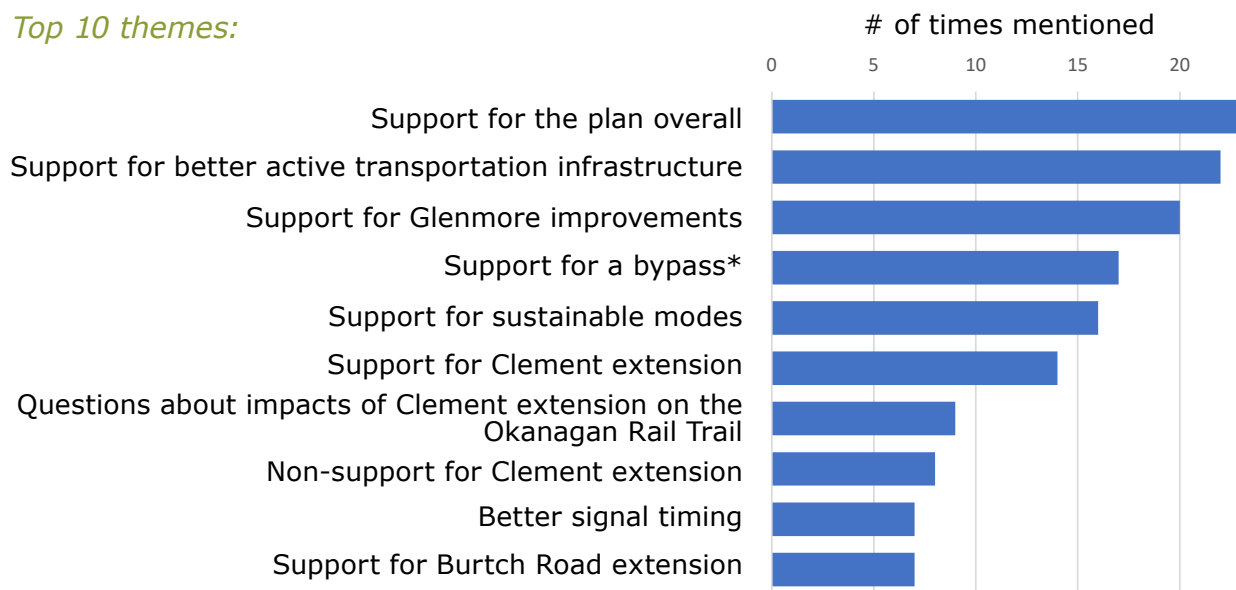 Top 10 themes:
# of times mentioned
0 5 10 15 20
Support for the plan overall
Support for better active transportation infrastructure
Support for Glenmore improvements
Support for a bypass*
Support for sustainable modes
Support for Clement extension
Questions about impacts of Clement extension on the
Okanagan Rail Trail
Non-support for Clement extension
Better signal timing
Support for Burtch Road extension